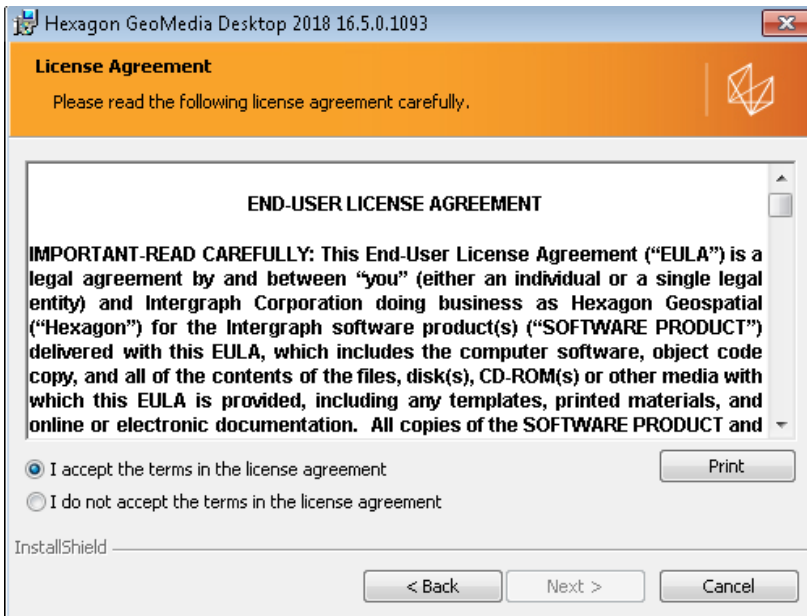 Hexagon GeoMedia Desktop 2018 16.5.0.1093
License Agreement
Please read the following license agreement carefully.
END-USER LICENSE AGREEMENT
IMPORTANT-READ CAREFULLY: This End-User License Agreement (“EULA”) is a
legal agreement by and between “you” (either an individual or a single legal
entity) and Intergraph Corporation doing business as Hexagon Geospatial
(“Hexagon”) for the Intergraph software product(s) (“SOFTWARE PRODUCT”)
delivered with this EULA, which includes the computer software, object code
copy, and all of the contents of the files, disk(s), CD-ROM(s) or other media with
which this EULA is provided, including any templates, printed materials, and
online or electronic documentation.  All copies of the SOFTWARE PRODUCT and
I accept the terms in the license agreement
Print
I do not accept the terms in the license agreement
InstallShield
< Back
Next >
Cancel